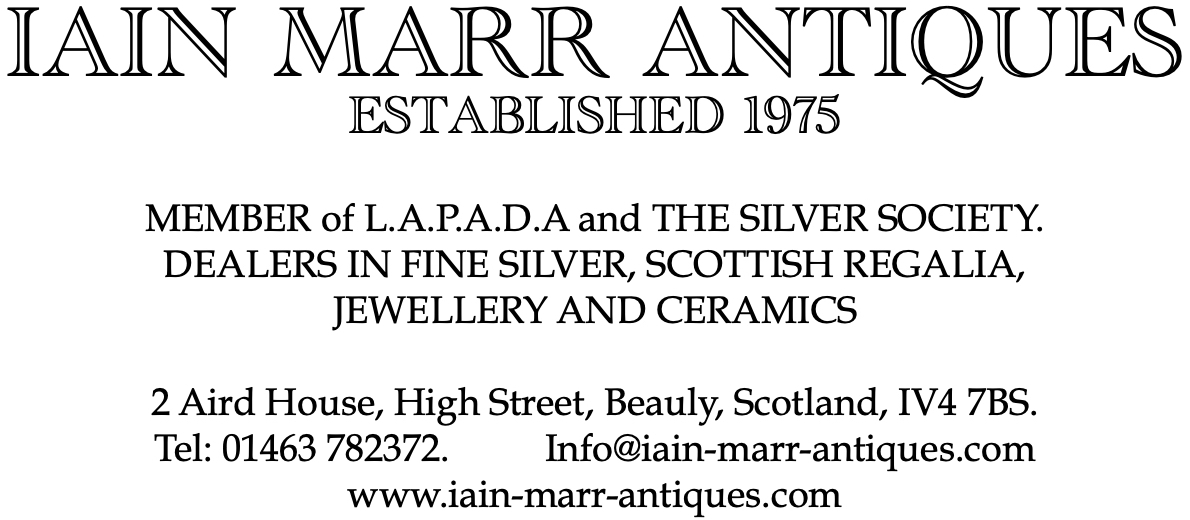 IAIN MARR ANTIQUES
ESTABLISHED 1975
MEMBER of L.A.P.A.D.A and THE SILVER SOCIETY.
DEALERS IN FINE SILVER, SCOTTISH REGALIA,
JEWELLERY AND CERAMICS
2 Aird House, High Street, Beauly, Scotland, IV4 7BS.
Tel: 01463 782372. Info@iain-marr-antiques.com
www.iain-marr-antiques.com